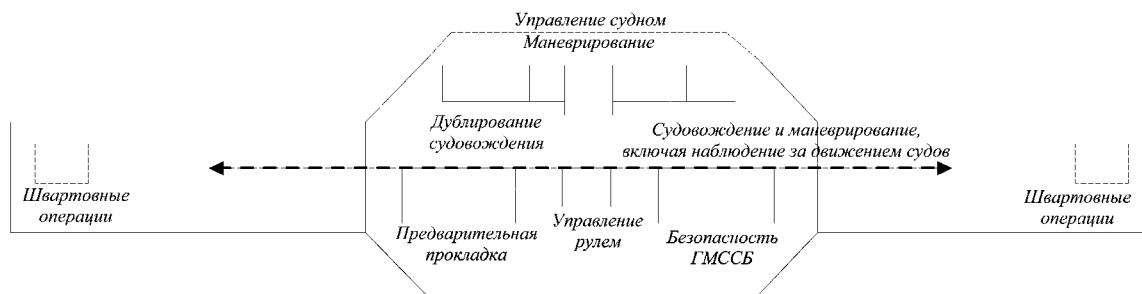 Управление судном
Маневрирование
Дублирование
судовождения
Судовождение и маневрирование,
включая наблюдение за движением судов
Швартовные
операции
Швартовные
операции
Предварительная
прокладка
Управление
рулем
Безопасность
ГМССБ